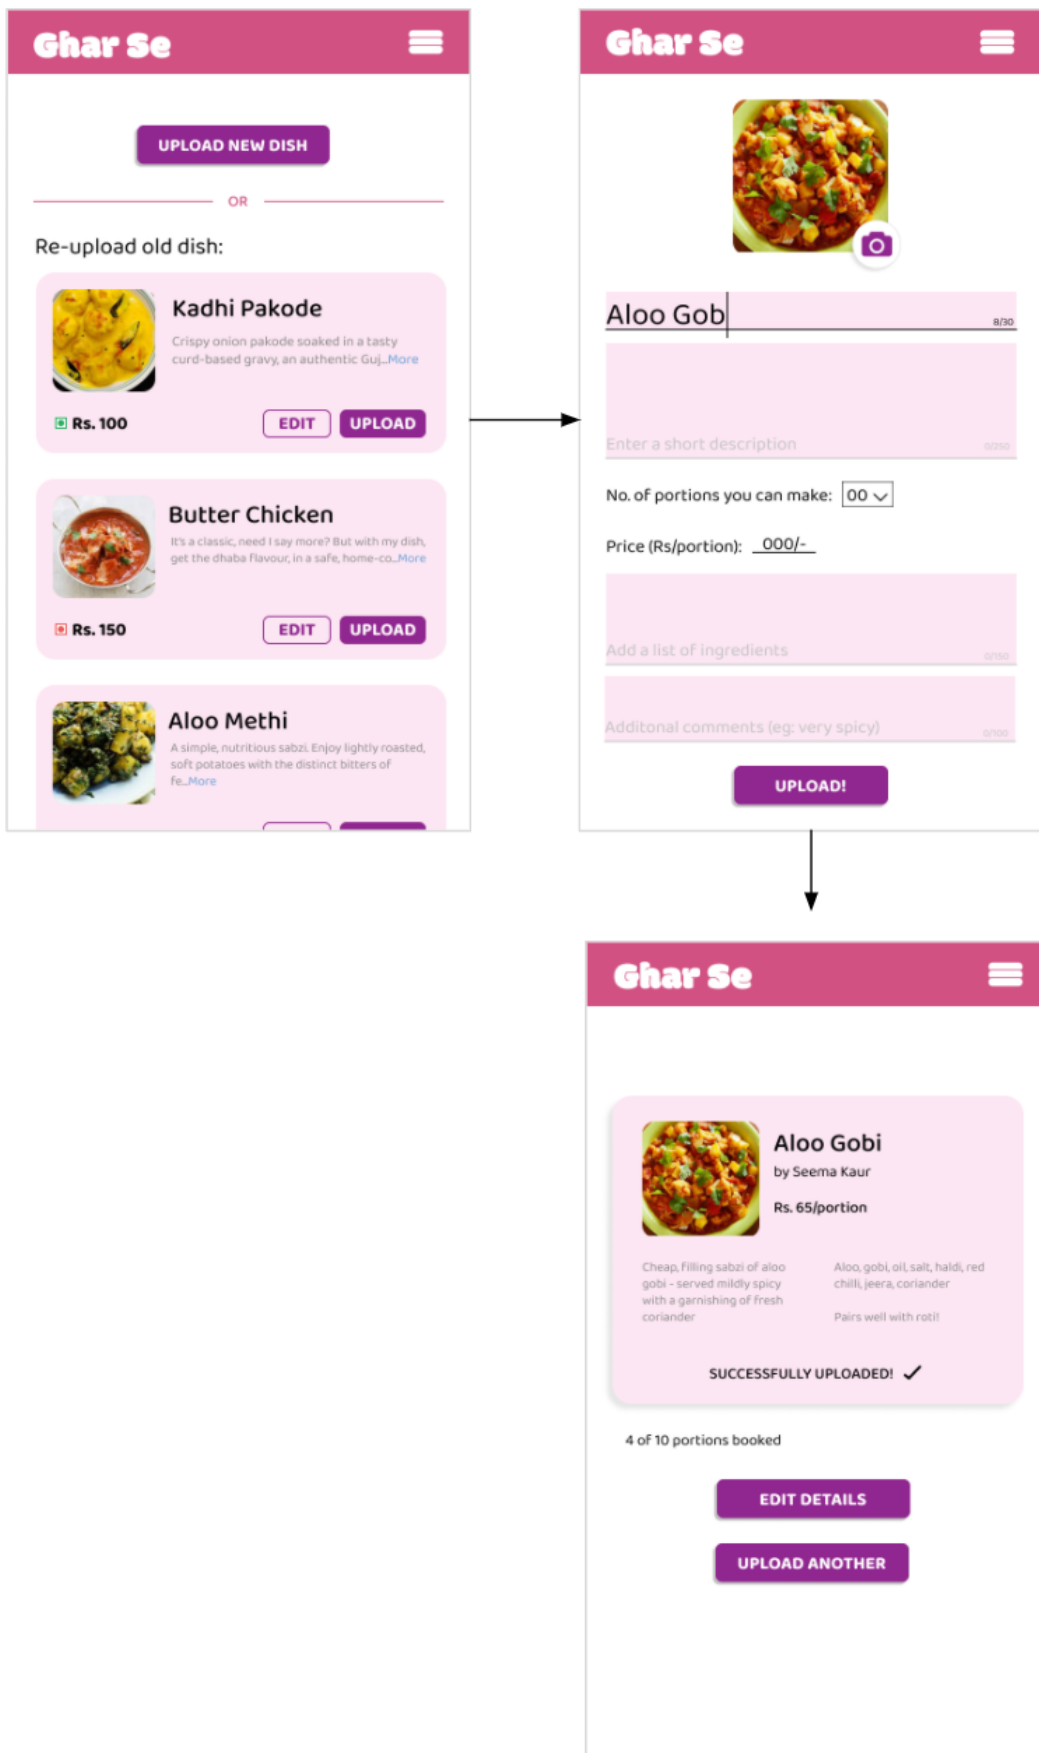 Ghar Se
UPLOAD NEW DISH
OR
Re-upload old dish:
Kadhi Pakode
Crispy onion pakode soaked in a tasty
curd-based gravy, an authentic Guj...More
Rs. 100
EDIT
UPLOAD
Butter Chicken
It's a classic, need I say more? But with my dish,
get the dhaba flavour, in a safe, home-co...More
Rs. 150
EDIT
UPLOAD
Aloo Methi
A simple, nutritious sabzi. Enjoy lightly roasted,
soft potatoes with the distinct bitters of
fe...More
Ghar Se
Aloo Gob
8/30
Enter a short description
0/250
No. of portions you can make: 00
Price (Rs/portion): 000/-
Add a list of ingredients
0/150
Additonal comments (eg: very spicy)
0/100
UPLOAD!
Ghar Se
Aloo Gobi
by Seema Kaur
Rs. 65/portion
Cheap, filling sabzi of aloo
gobi - served mildly spicy
with a garnishing of fresh
coriander
Aloo, gobi, oil, salt, haldi, red
chilli, jeera, coriander
Pairs well with roti!
SUCCESSFULLY UPLOADED!
4 of 10 portions booked
EDIT DETAILS
UPLOAD ANOTHER